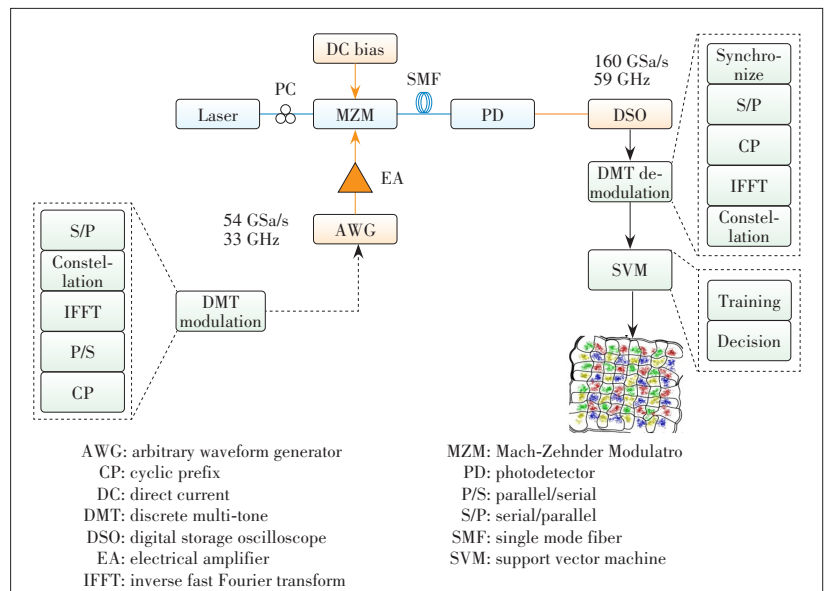 DC bias
160 GSa/s
59 GHz
PC
SMF
Laser
MZM
PD
DSO
EA
54 GSa/s
33 GHz
AWG
DMT de-
modulation
SVM
Synchro-
nize
S/P
CP
IFFT
Constel-
lation
S/P
Constel-
lation
IFFT
P/S
CP
DMT
modulation
Training
Decision
AWG: arbitrary waveform generator
CP: cyclic prefix
DC: direct current
DMT: discrete multi-tone
DSO: digital storage oscilloscope
EA: electrical amplifier
IFFT: inverse fast Fourier transform
MZM: Mach-Zehnder Modulatro
PD: photodetector
P/S: parallel/serial
S/P: serial/parallel
SMF: single mode fiber
SVM: support vector machine